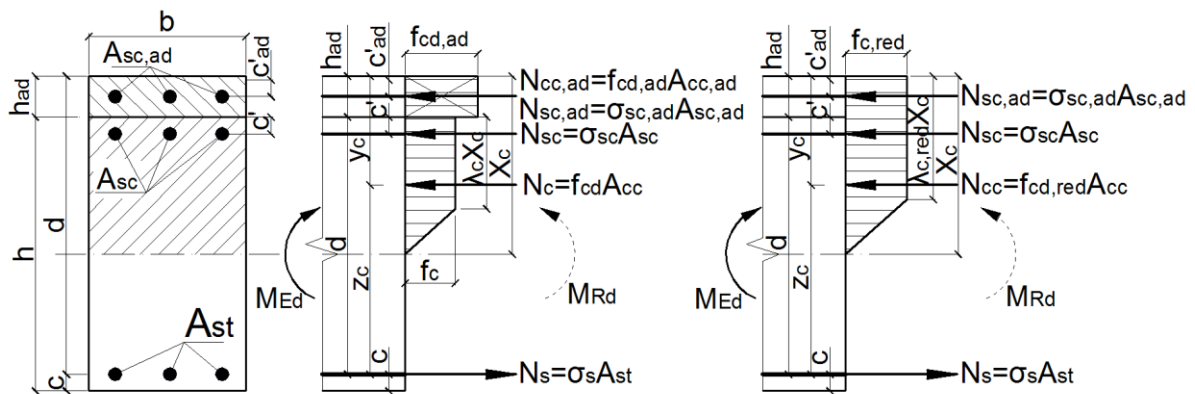 b
Asc,ad
Asc
Ast
had
c'ad
c'
d
h
c
had
c'ad
c'
fcd,ad
Ncc,ad=fcd,adAcc,ad
Nsc,ad=σsc,adAsc,ad
Nsc=σscAsc
yc
λcXc
Xc
Nc=fcdAcc
d
zc
fc
MEd
MRd
c
Ns=σsAst
had
c'ad
c'
fc,red
Nsc,ad=σsc,adAsc,ad
Nsc=σscAsc
yc
λc,redXc
Xc
Ncc=fcd,redAcc
d
zc
MEd
MRd
c
Ns=σsAst